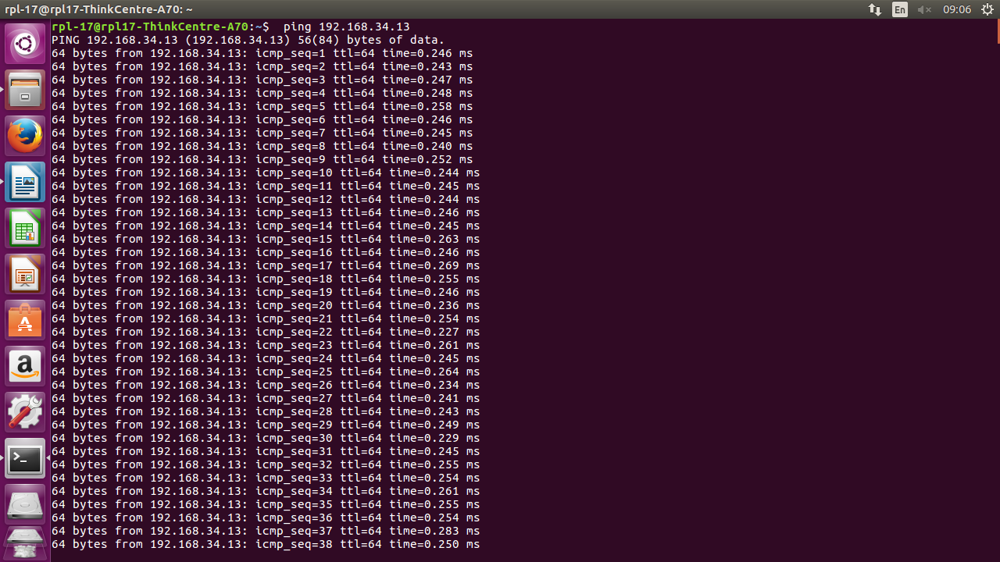 rpl-17@rpl17-ThinkCentre-A70: ~
En
09:06
rpl-17@rpl17-ThinkCentre-A70:~$  ping 192.168.34.13
PING 192.168.34.13 (192.168.34.13) 56(84) bytes of data.
64 bytes from 192.168.34.13: icmp_seq=1 ttl=64 time=0.246 ms
64 bytes from 192.168.34.13: icmp_seq=2 ttl=64 time=0.243 ms
64 bytes from 192.168.34.13: icmp_seq=3 ttl=64 time=0.247 ms
64 bytes from 192.168.34.13: icmp_seq=4 ttl=64 time=0.248 ms
64 bytes from 192.168.34.13: icmp_seq=5 ttl=64 time=0.258 ms
64 bytes from 192.168.34.13: icmp_seq=6 ttl=64 time=0.246 ms
64 bytes from 192.168.34.13: icmp_seq=7 ttl=64 time=0.245 ms
64 bytes from 192.168.34.13: icmp_seq=8 ttl=64 time=0.240 ms
64 bytes from 192.168.34.13: icmp_seq=9 ttl=64 time=0.252 ms
64 bytes from 192.168.34.13: icmp_seq=10 ttl=64 time=0.244 ms
64 bytes from 192.168.34.13: icmp_seq=11 ttl=64 time=0.245 ms
64 bytes from 192.168.34.13: icmp_seq=12 ttl=64 time=0.244 ms
64 bytes from 192.168.34.13: icmp_seq=13 ttl=64 time=0.246 ms
64 bytes from 192.168.34.13: icmp_seq=14 ttl=64 time=0.245 ms
64 bytes from 192.168.34.13: icmp_seq=15 ttl=64 time=0.263 ms
64 bytes from 192.168.34.13: icmp_seq=16 ttl=64 time=0.246 ms
64 bytes from 192.168.34.13: icmp_seq=17 ttl=64 time=0.269 ms
64 bytes from 192.168.34.13: icmp_seq=18 ttl=64 time=0.255 ms
64 bytes from 192.168.34.13: icmp_seq=19 ttl=64 time=0.246 ms
64 bytes from 192.168.34.13: icmp_seq=20 ttl=64 time=0.236 ms
64 bytes from 192.168.34.13: icmp_seq=21 ttl=64 time=0.254 ms
64 bytes from 192.168.34.13: icmp_seq=22 ttl=64 time=0.227 ms
64 bytes from 192.168.34.13: icmp_seq=23 ttl=64 time=0.261 ms
64 bytes from 192.168.34.13: icmp_seq=24 ttl=64 time=0.245 ms
64 bytes from 192.168.34.13: icmp_seq=25 ttl=64 time=0.264 ms
64 bytes from 192.168.34.13: icmp_seq=26 ttl=64 time=0.234 ms
64 bytes from 192.168.34.13: icmp_seq=27 ttl=64 time=0.241 ms
64 bytes from 192.168.34.13: icmp_seq=28 ttl=64 time=0.243 ms
64 bytes from 192.168.34.13: icmp_seq=29 ttl=64 time=0.249 ms
64 bytes from 192.168.34.13: icmp_seq=30 ttl=64 time=0.229 ms
64 bytes from 192.168.34.13: icmp_seq=31 ttl=64 time=0.245 ms
64 bytes from 192.168.34.13: icmp_seq=32 ttl=64 time=0.255 ms
64 bytes from 192.168.34.13: icmp_seq=33 ttl=64 time=0.254 ms
64 bytes from 192.168.34.13: icmp_seq=34 ttl=64 time=0.261 ms
64 bytes from 192.168.34.13: icmp_seq=35 ttl=64 time=0.255 ms
64 bytes from 192.168.34.13: icmp_seq=36 ttl=64 time=0.254 ms
64 bytes from 192.168.34.13: icmp_seq=37 ttl=64 time=0.283 ms
64 bytes from 192.168.34.13: icmp_seq=38 ttl=64 time=0.250 ms